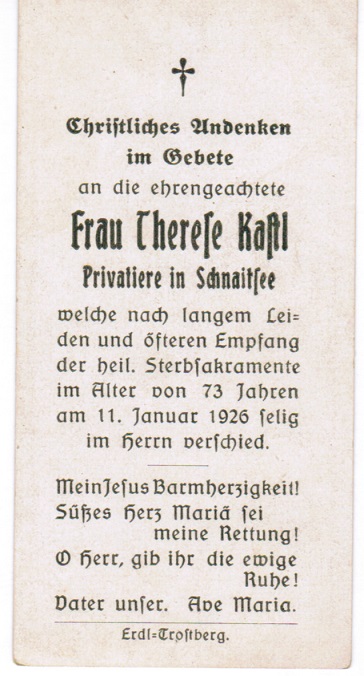 Christliches Andenken
im Gebete
an die ehrengeachtete
Frau Therese Kastl
Privatiere in Schnaitsee
welche nach langem Lei=
den und öfteren Empfang
der heil. Sterbsakramente
im Alter von 73 Jahren
am 11. Januar 1926 selig
im Herrn verschied.
Mein Jesus Barmherzigkeit!
Süßes Herz Mariä sei
meine Rettung!
O Herr, gib ihr die ewige
Ruhe!
Vater unser. Ave Maria.
Erdl=Trostberg.